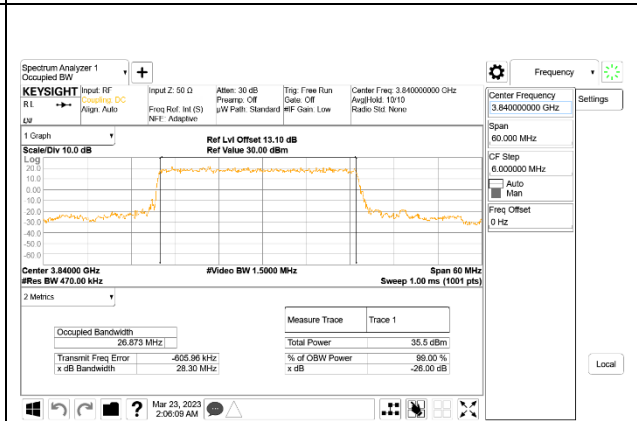 Spectrum Analyzer 1
Occupied BW
+
Frequency
KEYSIGHT
R L
Input: RF
Coupling: DC
Align: Auto
Input Z: 50 Ω
Freq Ref: Int (S)
NFE: Adaptive
Atten: 30 dB
Preamp: Off
µW Path: Standard
Trig: Free Run
Gate: Off
#IF Gain: Low
Center Freq: 3.840000000 GHz
Avg|Hold: 10/10
Radio Std: None
Center Frequency
3.840000000 GHz
Settings
Span
60.000 MHz
CF Step
6.000000 MHz
Auto
Man
Freq Offset
0 Hz
1 Graph
Scale/Div 10.0 dB
Ref Lvl Offset 13.10 dB
Ref Value 30.00 dBm
Log
20.0
10.0
0.00
-10.0
-20.0
-30.0
-40.0
-50.0
-60.0
Center 3.84000 GHz
#Video BW 1.5000 MHz
Span 60 MHz
#Res BW 470.00 kHz
Sweep 1.00 ms (1001 pts)
2 Metrics
Measure Trace
Trace 1
Occupied Bandwidth
26.873 MHz
Total Power
35.5 dBm
Transmit Freq Error
-605.96 kHz
% of OBW Power
99.00 %
x dB Bandwidth
28.30 MHz
x dB
-26.00 dB
Local
?
Mar 23, 2023
2:06:09 AM